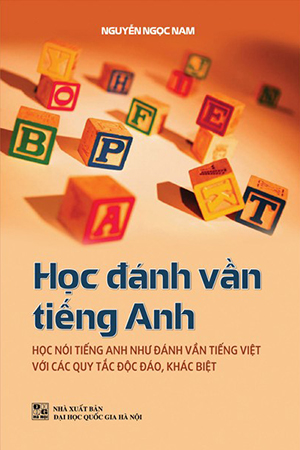 NGUYỄN NGỌC NAM
Y
H
I
E
O
F
E
B
P
L
A
K
T
Học đánh vần
tiếng Anh
HỌC NÓI TIẾNG ANH NHƯ ĐÁNH VẦN TIẾNG VIỆT
VỚI CÁC QUY TẮC ĐỘC ĐÁO, KHÁC BIỆT
NHÀ XUẤT BẢN
ĐẠI HỌC QUỐC GIA HÀ NỘI